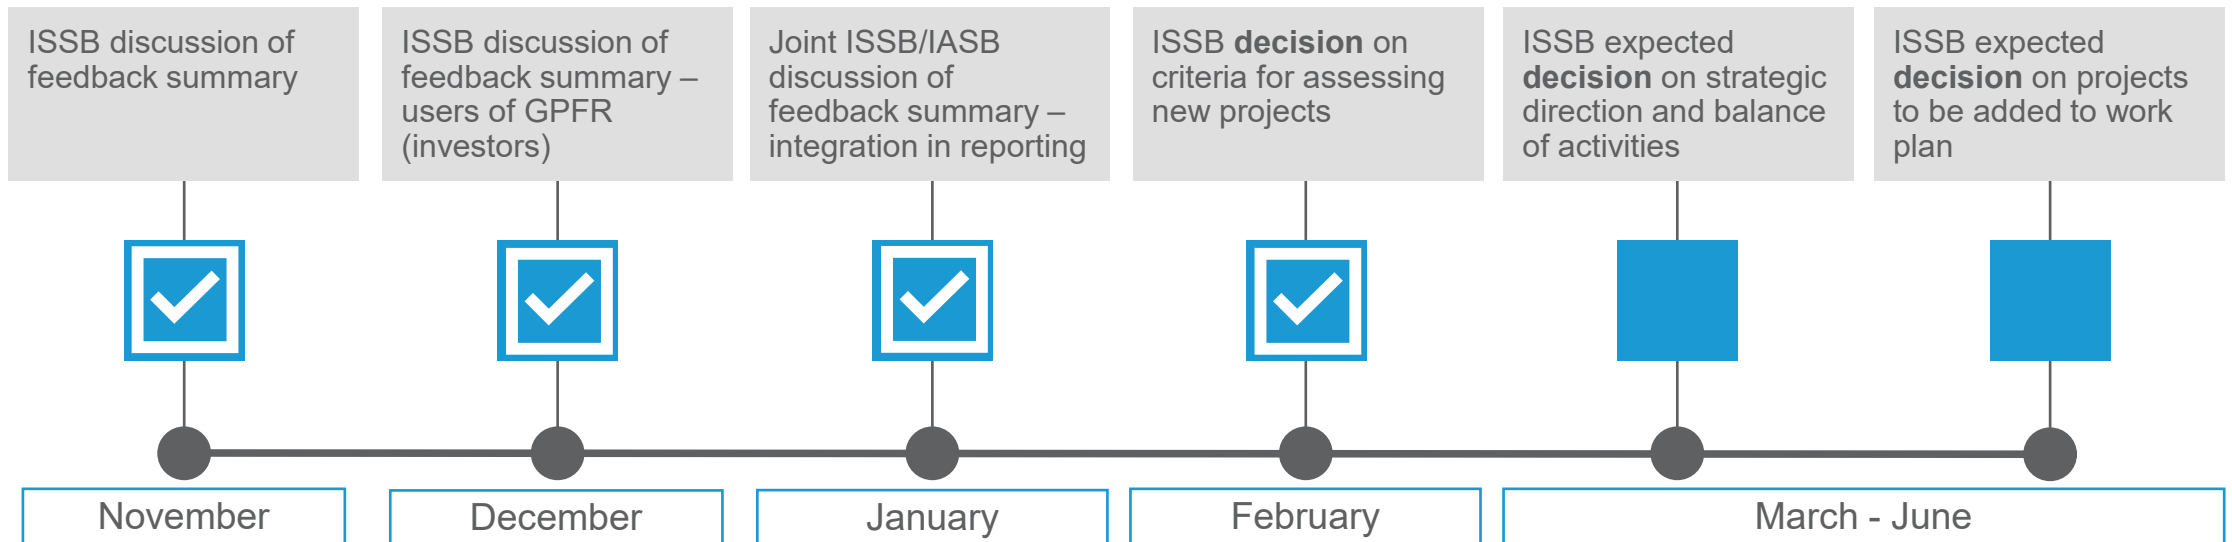 ISSB discussion of
feedback summary
ISSB discussion of
feedback summary –
users of GPFR
(investors)
Joint ISSB/IASB
discussion of
feedback summary –
integration in reporting
ISSB decision on
criteria for assessing
new projects
ISSB expected
decision on strategic
direction and balance
of activities
ISSB expected
decision on projects
to be added to work
plan
November
December
January
February
March - June